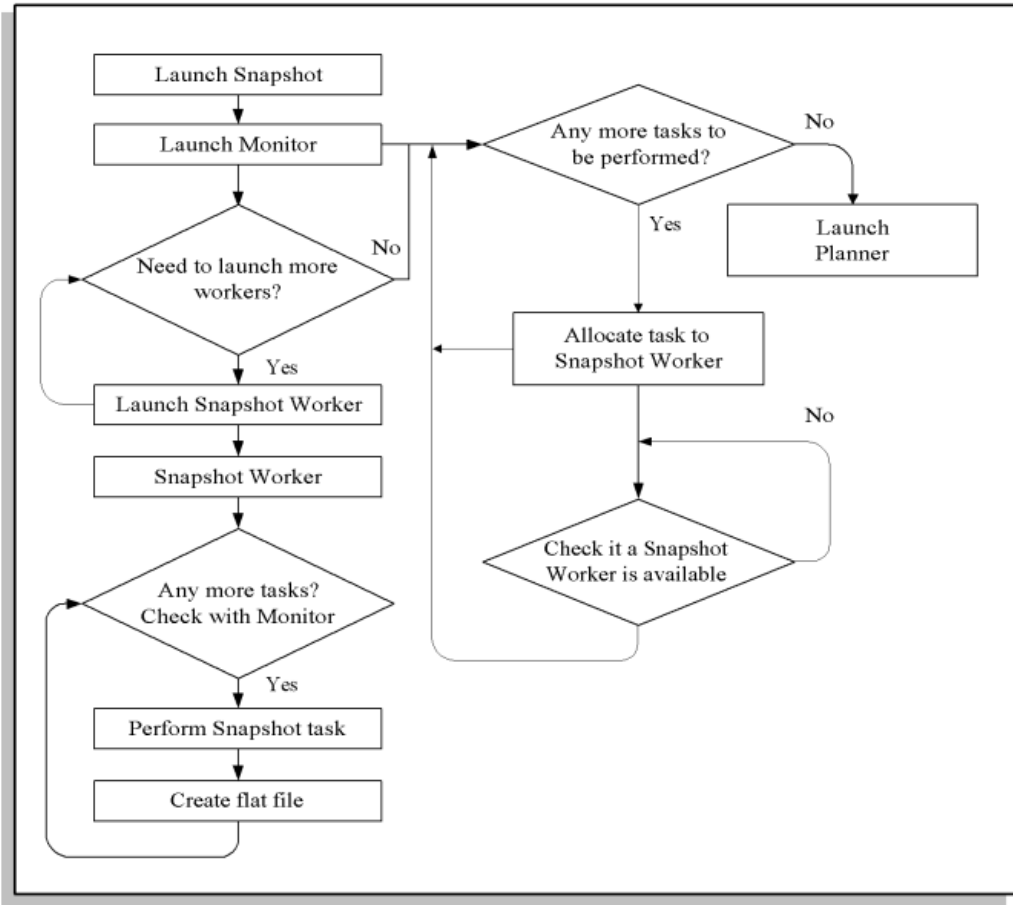 Launch Snapshot
Launch Monitor
Need to launch more
workers?
No
Yes
Launch Snapshot Worker
Snapshot Worker
Any more tasks?
Check with Monitor
Yes
Perform Snapshot task
Create flat file
Any more tasks to
be performed?
No
Yes
Launch
Planner
Allocate task to
Snapshot Worker
No
Check it a Snapshot
Worker is available